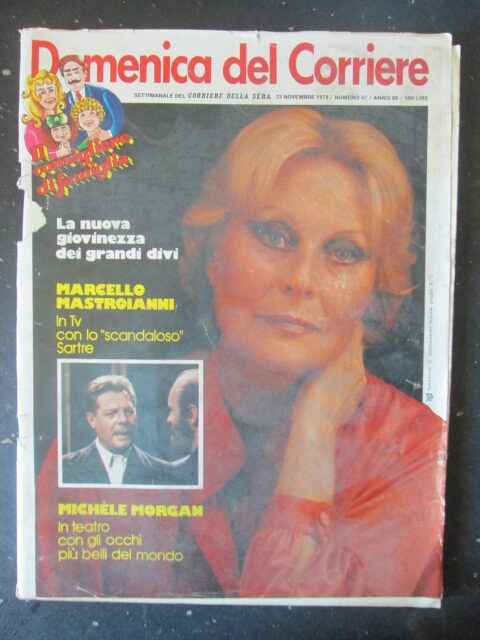 Domenica del Corriere
SETTIMANALE DEL CORRIERE DELLA SERA 23 NOVEMBRE 1978 / NUMERO 47 / ANNO 80 / 500 LIRE
Il
consigliere
di famiglia
La nuova
giovinezza
dei grandi divi
MARCELLO
MASTROIANNI
In Tv
con lo "scandaloso"
Sartre
MICHÈLE MORGAN
In teatro
con gli occhi
più belli del mondo